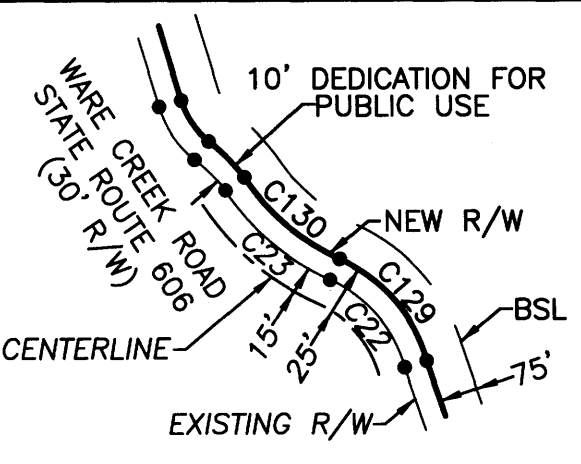 10' DEDICATION FOR
PUBLIC USE
WARE CREEK ROAD
STATE ROUTE 606
(30' R/W)
C130
NEW R/W
C23
C129
15'
25'
C22
BSL
CENTERLINE
75'
EXISTING R/W